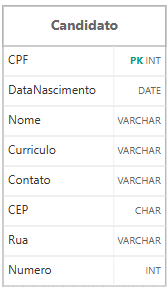 Candidato
CPF PK INT
DataNascimento DATE
Nome VARCHAR
Curriculo VARCHAR
Contato VARCHAR
CEP CHAR
Rua VARCHAR
Numero INT